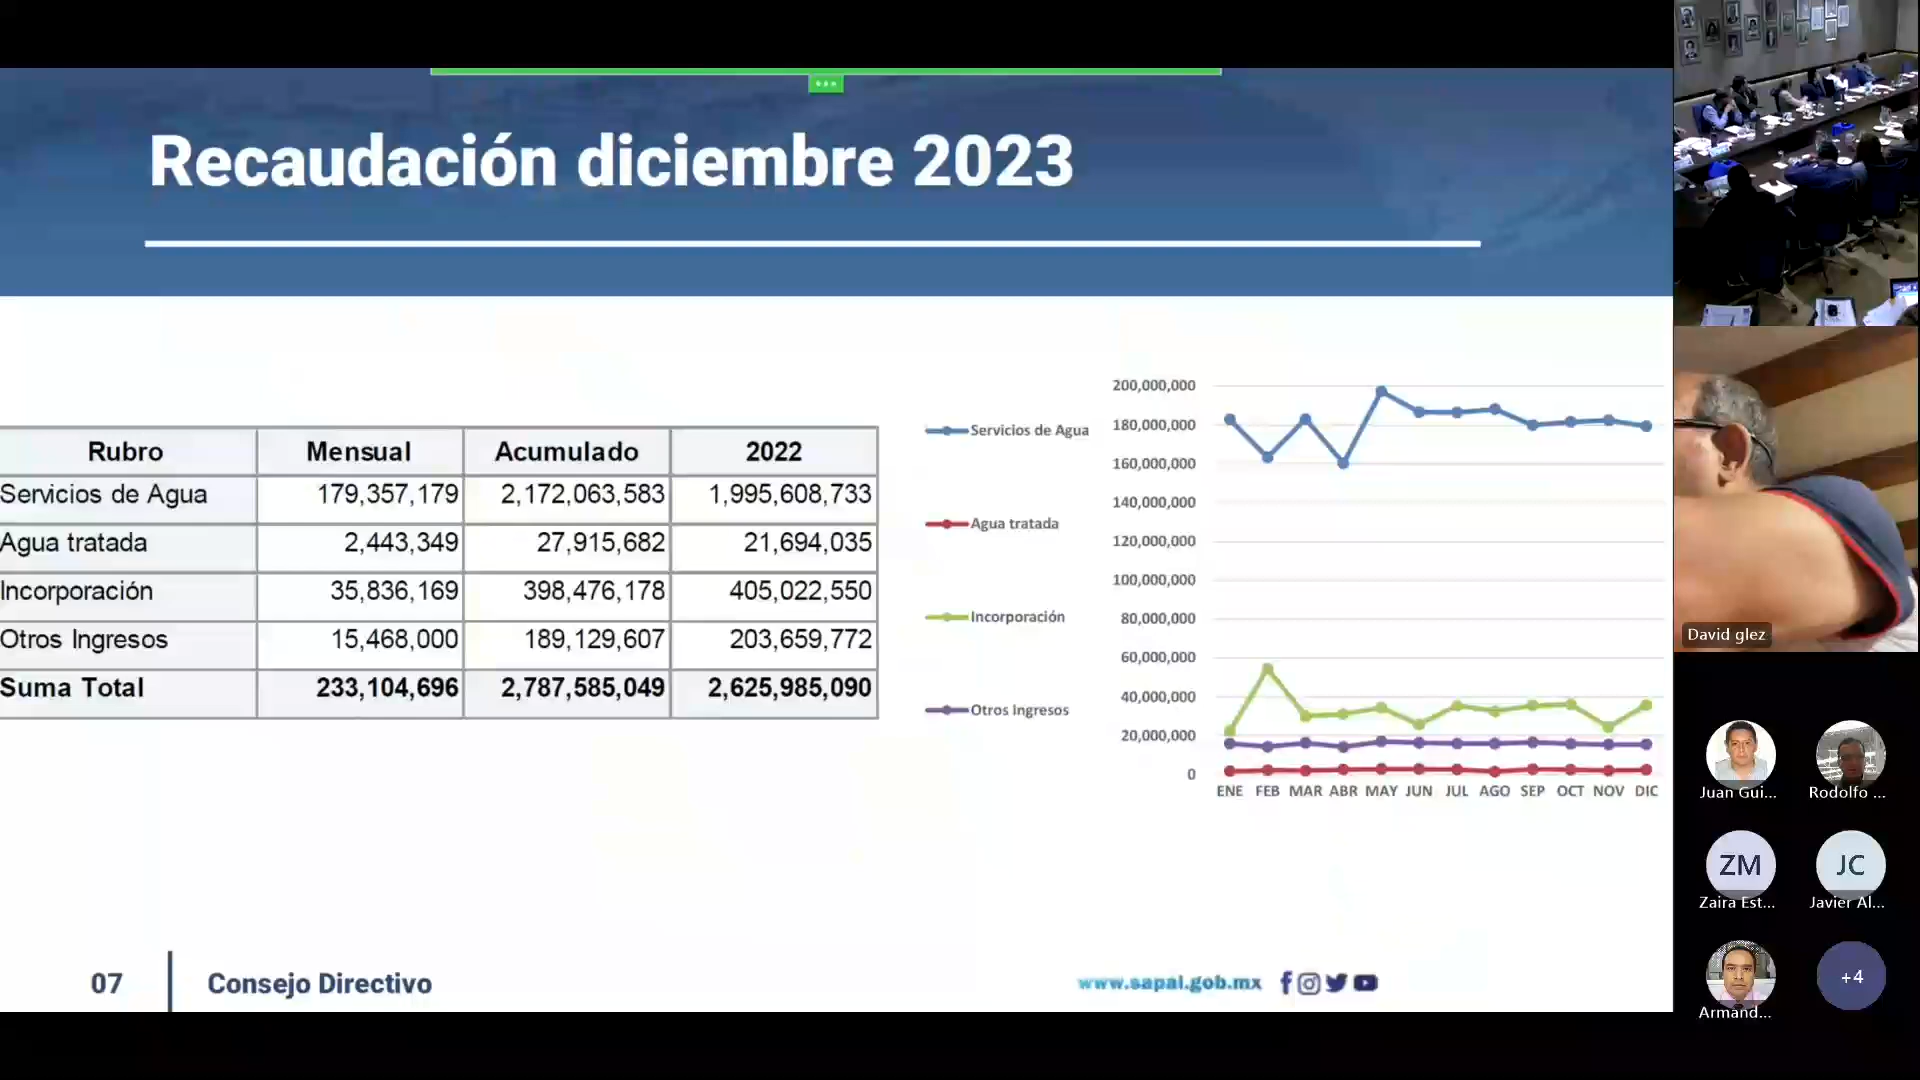 Recaudación diciembre 2023
Rubro Mensual Acumulado 2022
Servicios de Agua 179,357,179 2,172,063,583 1,995,608,733
Agua tratada 2,443,349 27,915,682 21,694,035
Incorporación 35,836,169 398,476,178 405,022,550
Otros Ingresos 15,468,000 189,129,607 203,659,772
Suma Total 233,104,696 2,787,585,049 2,625,985,090
Servicios de Agua
Agua tratada
Incorporación
Otros Ingresos
200,000,000
180,000,000
160,000,000
140,000,000
120,000,000
100,000,000
80,000,000
60,000,000
40,000,000
20,000,000
0
ENE FEB MAR ABR MAY JUN JUL AGO SEP OCT NOV DIC
07 Consejo Directivo
www.sapal.gob.mx
David glez
Juan Gui...
Rodolfo ...
ZM
Zaira Est...
JC
Javier Al...
Armand...
+4